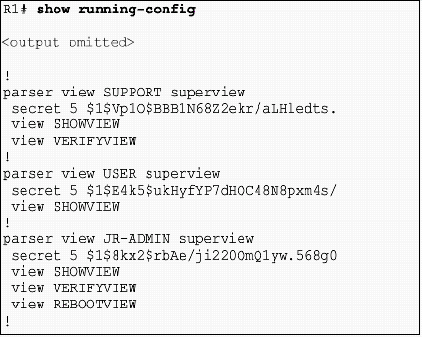 R1# show running-config
<output omitted>
!
parser view SUPPORT superview
secret 5 $1$Vp1O$BBB1N68Z2ekr/aLHledts.
view SHOWVIEW
view VERIFYVIEW
!
parser view USER superview
secret 5 $1$E4k5$ukHyfYP7dHOC48N8pxm4s/
view SHOWVIEW
!
parser view JR-ADMIN superview
secret 5 $1$8kx2$rbAe/ji2200mQ1yw.568g0
view SHOWVIEW
view VERIFYVIEW
view REBOOTVIEW
!